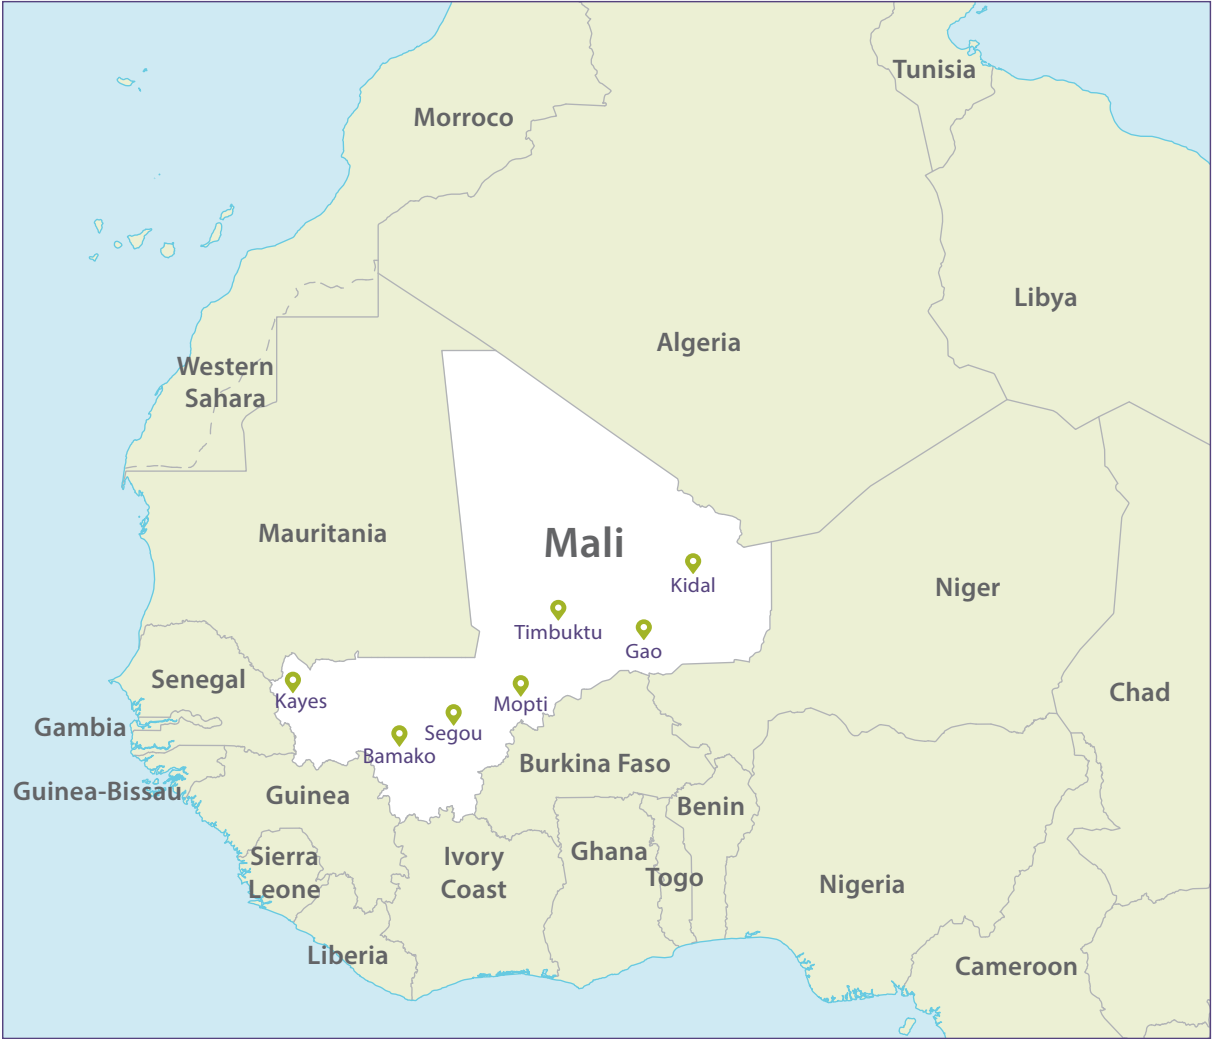 Tunisia
Morroco
Libya
Algeria
Western
Sahara
Mauritania
Mali
Kidal
Niger
Timbuktu
Gao
Senegal
Kayes
Mopti
Chad
Gambia
Segou
Bamako
Burkina Faso
Guinea-Bissau
Guinea
Benin
Sierra
Leone
Ivory
Coast
Ghana
Togo
Nigeria
Liberia
Cameroon